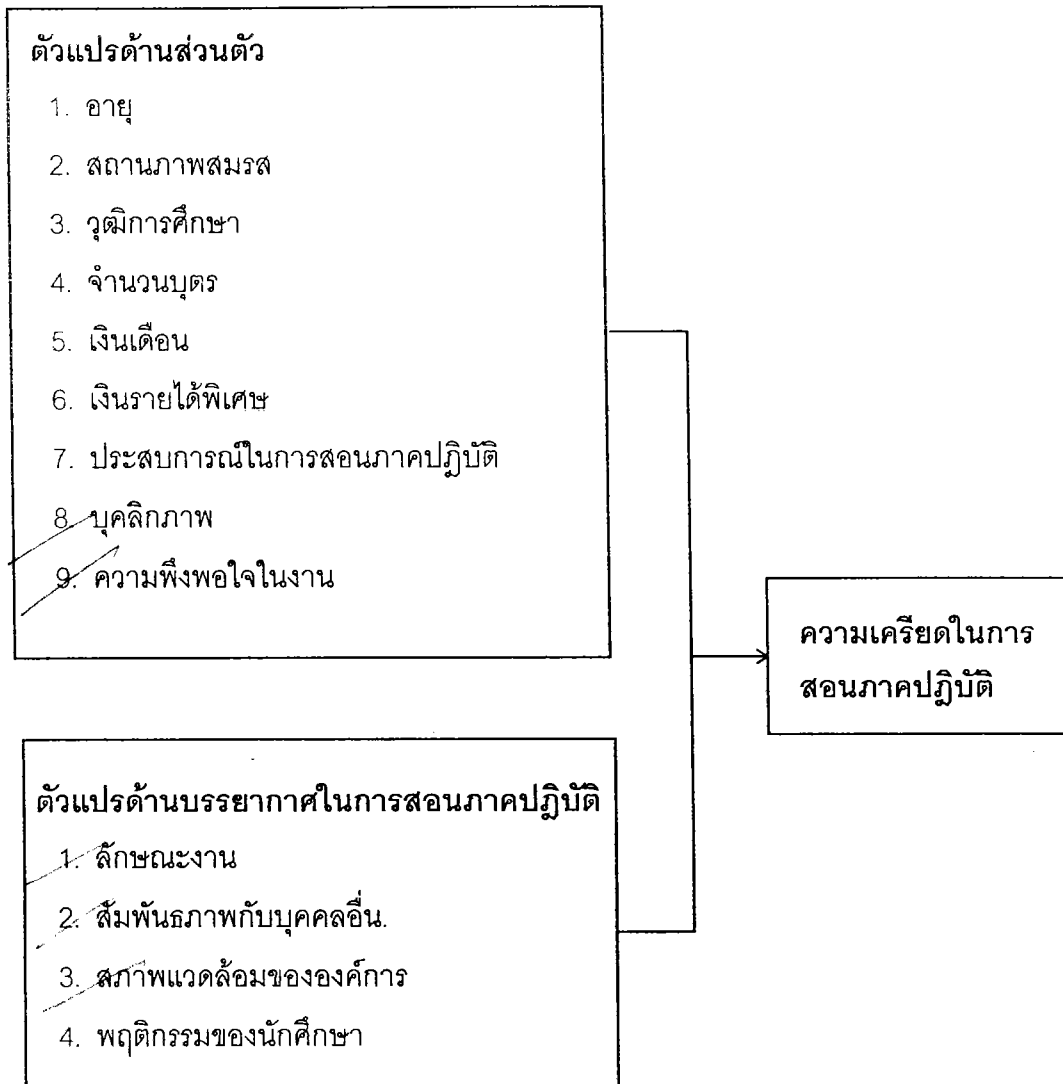 ตัวแปรด้านส่วนตัว
1. อายุ
2. สถานภาพสมรส
3. วุฒิการศึกษา
4. จำนวนบุตร
5. เงินเดือน
6. เงินรายได้พิเศษ
7. ประสบการณ์ในการสอนภาคปฏิบัติ
8. บุคลิกภาพ
9. ความพึงพอใจในงาน
ความเครียดในการ
สอนภาคปฏิบัติ
ตัวแปรด้านบรรยากาศในการสอนภาคปฏิบัติ
1. ลักษณะงาน
2. สัมพันธภาพกับบุคคลอื่น.
3. สภาพแวดล้อมขององค์การ
4. พฤติกรรมของนักศึกษา